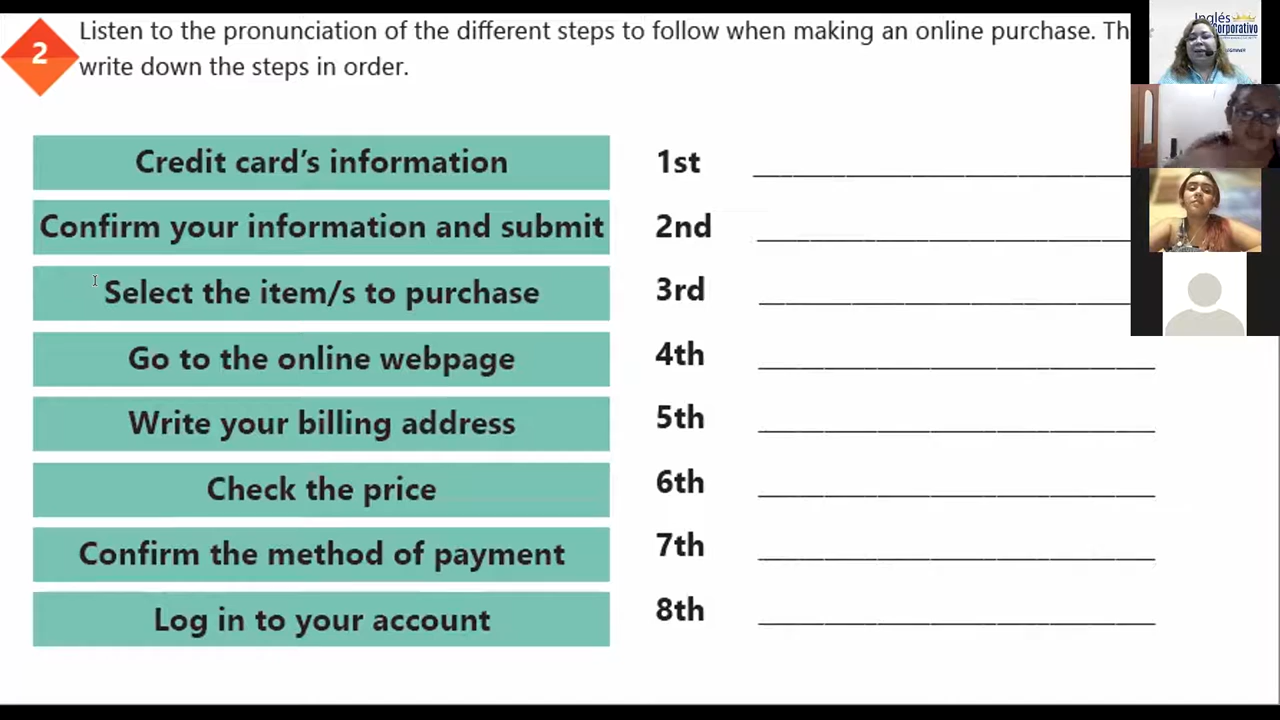 2
Listen to the pronunciation of the different steps to follow when making an online purchase. Th
write down the steps in order.
Credit card’s information
Confirm your information and submit
Select the item/s to purchase
Go to the online webpage
Write your billing address
Check the price
Confirm the method of payment
Log in to your account
1st
2nd
3rd
4th
5th
6th
7th
8th
Inglés
Corporativo